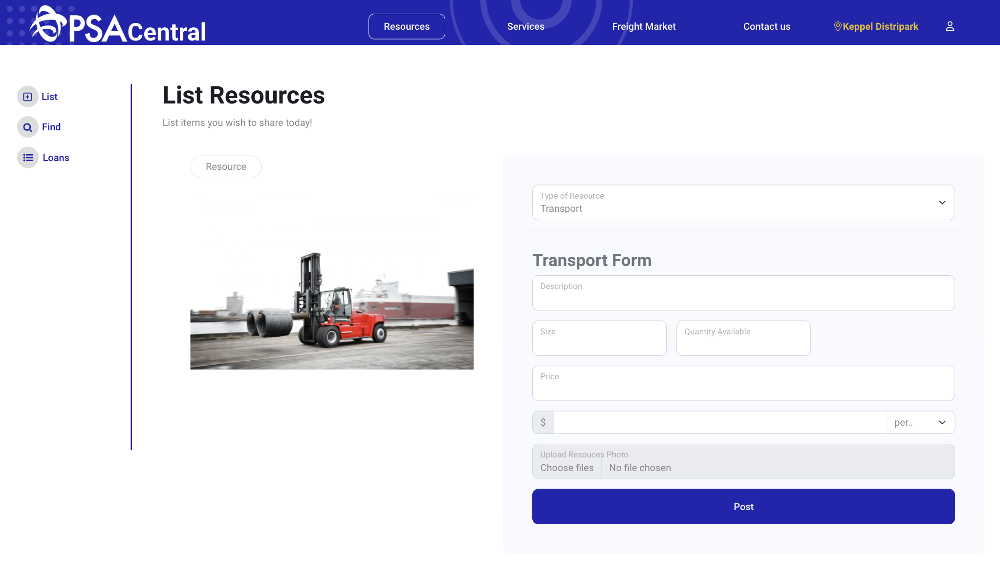 PSACentral
Resources
Services
Freight Market
Contact us
Keppel Distripark
List
Find
Loans
List Resources
List items you wish to share today!
Resource
Type of Resource
Transport
Transport Form
Description
Size
Quantity Available
Price
$
per..
Upload Resouces Photo
Choose files
No file chosen
Post